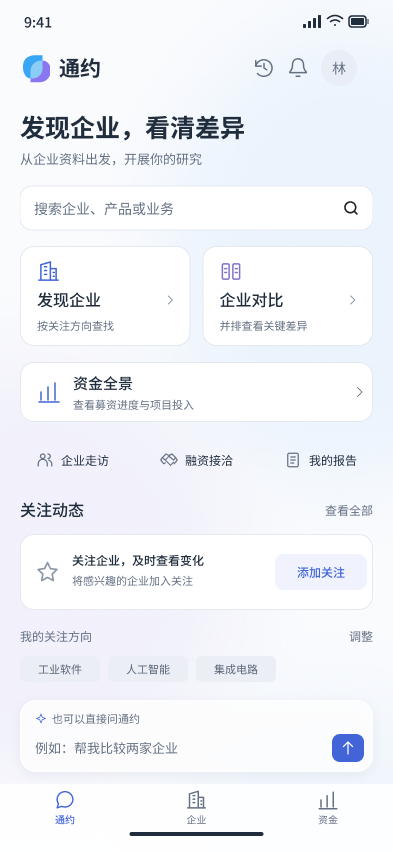 9:41
通约
林
发现企业，看清差异
从企业资料出发，开展你的研究
搜索企业、产品或业务
发现企业
按关注方向查找
企业对比
并排查看关键差异
资金全景
查看募资进度与项目投入
企业走访
融资接洽
我的报告
关注动态
查看全部
关注企业，及时查看变化
将感兴趣的企业加入关注
添加关注
我的关注方向
调整
工业软件
人工智能
集成电路
也可以直接问通约
例如：帮我比较两家企业
通约
企业
资金